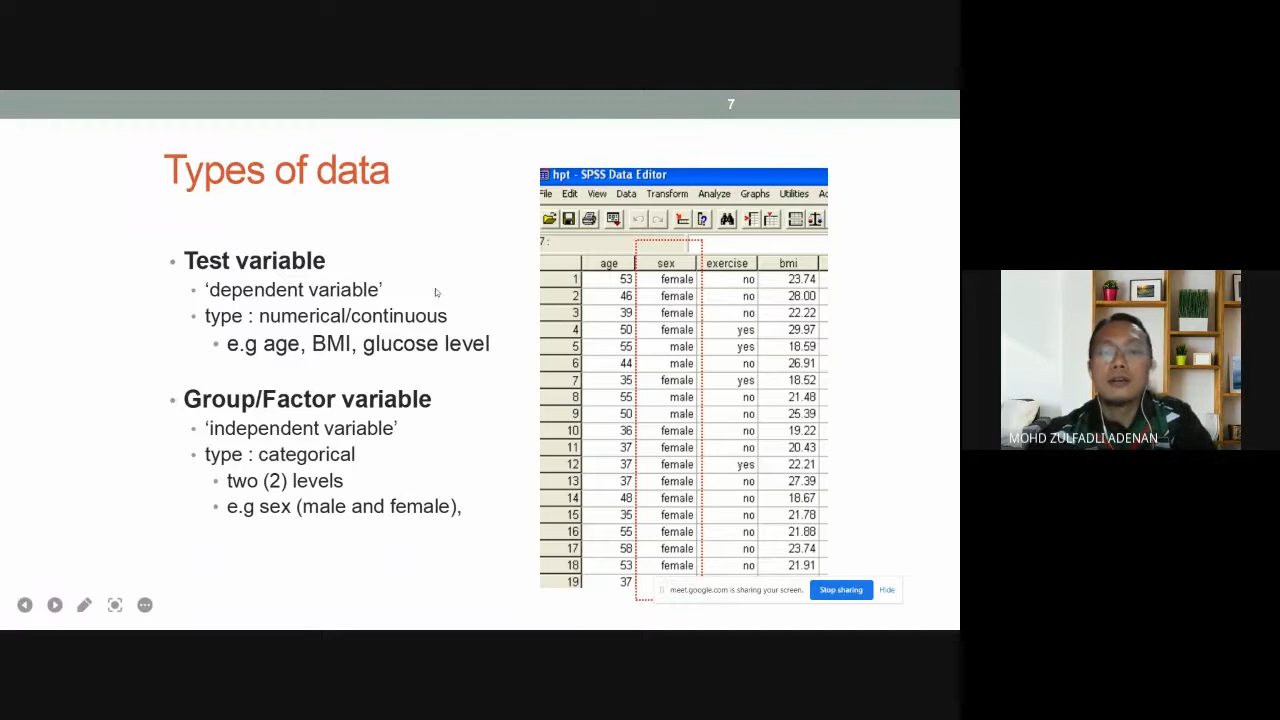 7
Types of data
• Test variable
• ‘dependent variable’
• type : numerical/continuous
• e.g age, BMI, glucose level
• Group/Factor variable
• ‘independent variable’
• type : categorical
• two (2) levels
• e.g sex (male and female),
hpt - SPSS Data Editor
File Edit View Data Transform Analyze Graphs Utilities
7 :
age sex exercise bmi
1 53 female no 23.74
2 46 female no 28.00
3 39 female no 22.22
4 50 female yes 29.97
5 55 male yes 18.59
6 44 male no 26.91
7 35 female yes 18.52
8 55 male no 21.48
9 50 male no 25.39
10 36 female no 19.22
11 37 female no 20.43
12 37 female yes 22.21
13 37 female no 27.39
14 48 female no 18.67
15 35 female no 21.78
16 55 female no 21.88
17 58 female no 23.74
18 53 female no 21.91
19 37
meet.google.com is sharing your screen. Stop sharing Hide
MOHD ZULFADLI ADENAN